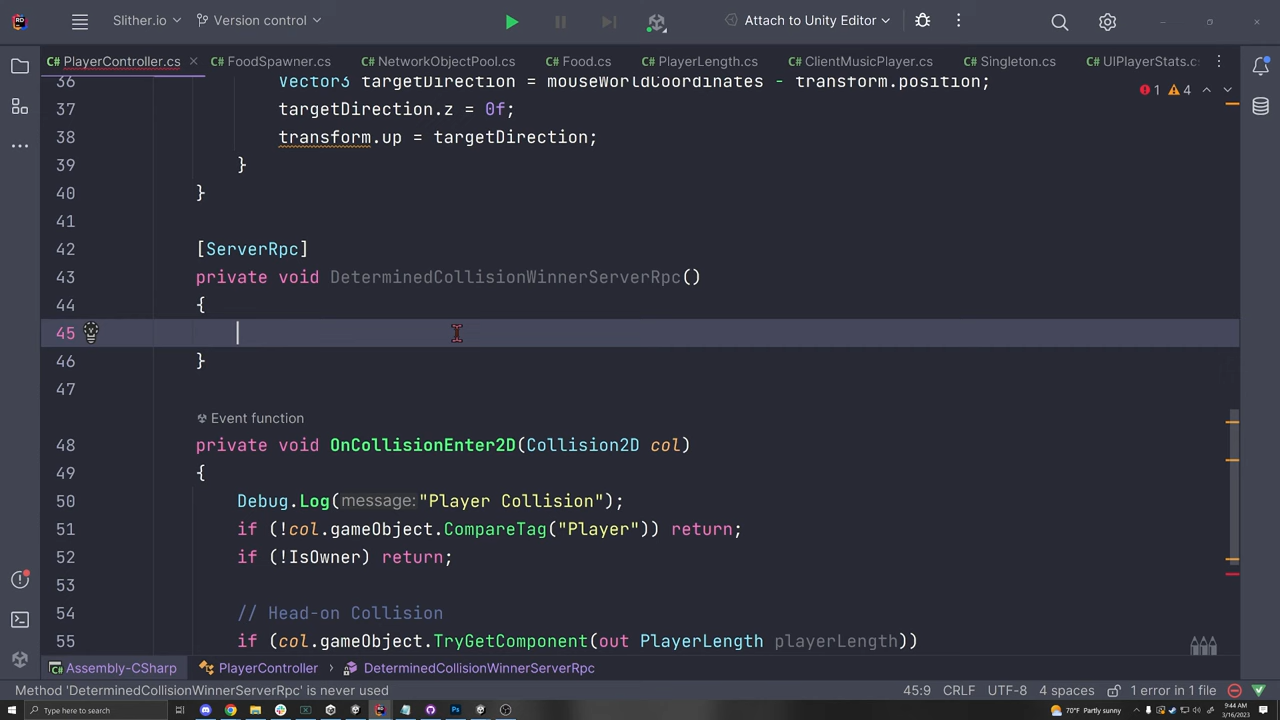 Slither.io
Version control
Attach to Unity Editor
PlayerController.cs
FoodSpawner.cs
NetworkObjectPool.cs
Food.cs
PlayerLength.cs
ClientMusicPlayer.cs
Singleton.cs
UIPlayerStats.cs
1
4
36 Vector3 targetDirection = mouseWorldCoordinates - transform.position;
37 targetDirection.z = 0f;
38 transform.up = targetDirection;
39 }
40 }
41
42 [ServerRpc]
43 private void DeterminedCollisionWinnerServerRpc()
44 {
45
46 }
47
Event function
48 private void OnCollisionEnter2D(Collision2D col)
49 {
50 Debug.Log(message:"Player Collision");
51 if (!col.gameObject.CompareTag("Player")) return;
52 if (!IsOwner) return;
53
54 // Head-on Collision
55 if (col.gameObject.TryGetComponent(out PlayerLength playerLength))
Assembly-CSharp
PlayerController
DeterminedCollisionWinnerServerRpc
Method 'DeterminedCollisionWinnerServerRpc' is never used
45:9
CRLF
UTF-8
4 spaces
1 error in 1 file
Type here to search
70°F Partly sunny
9:44 AM
3/16/2023